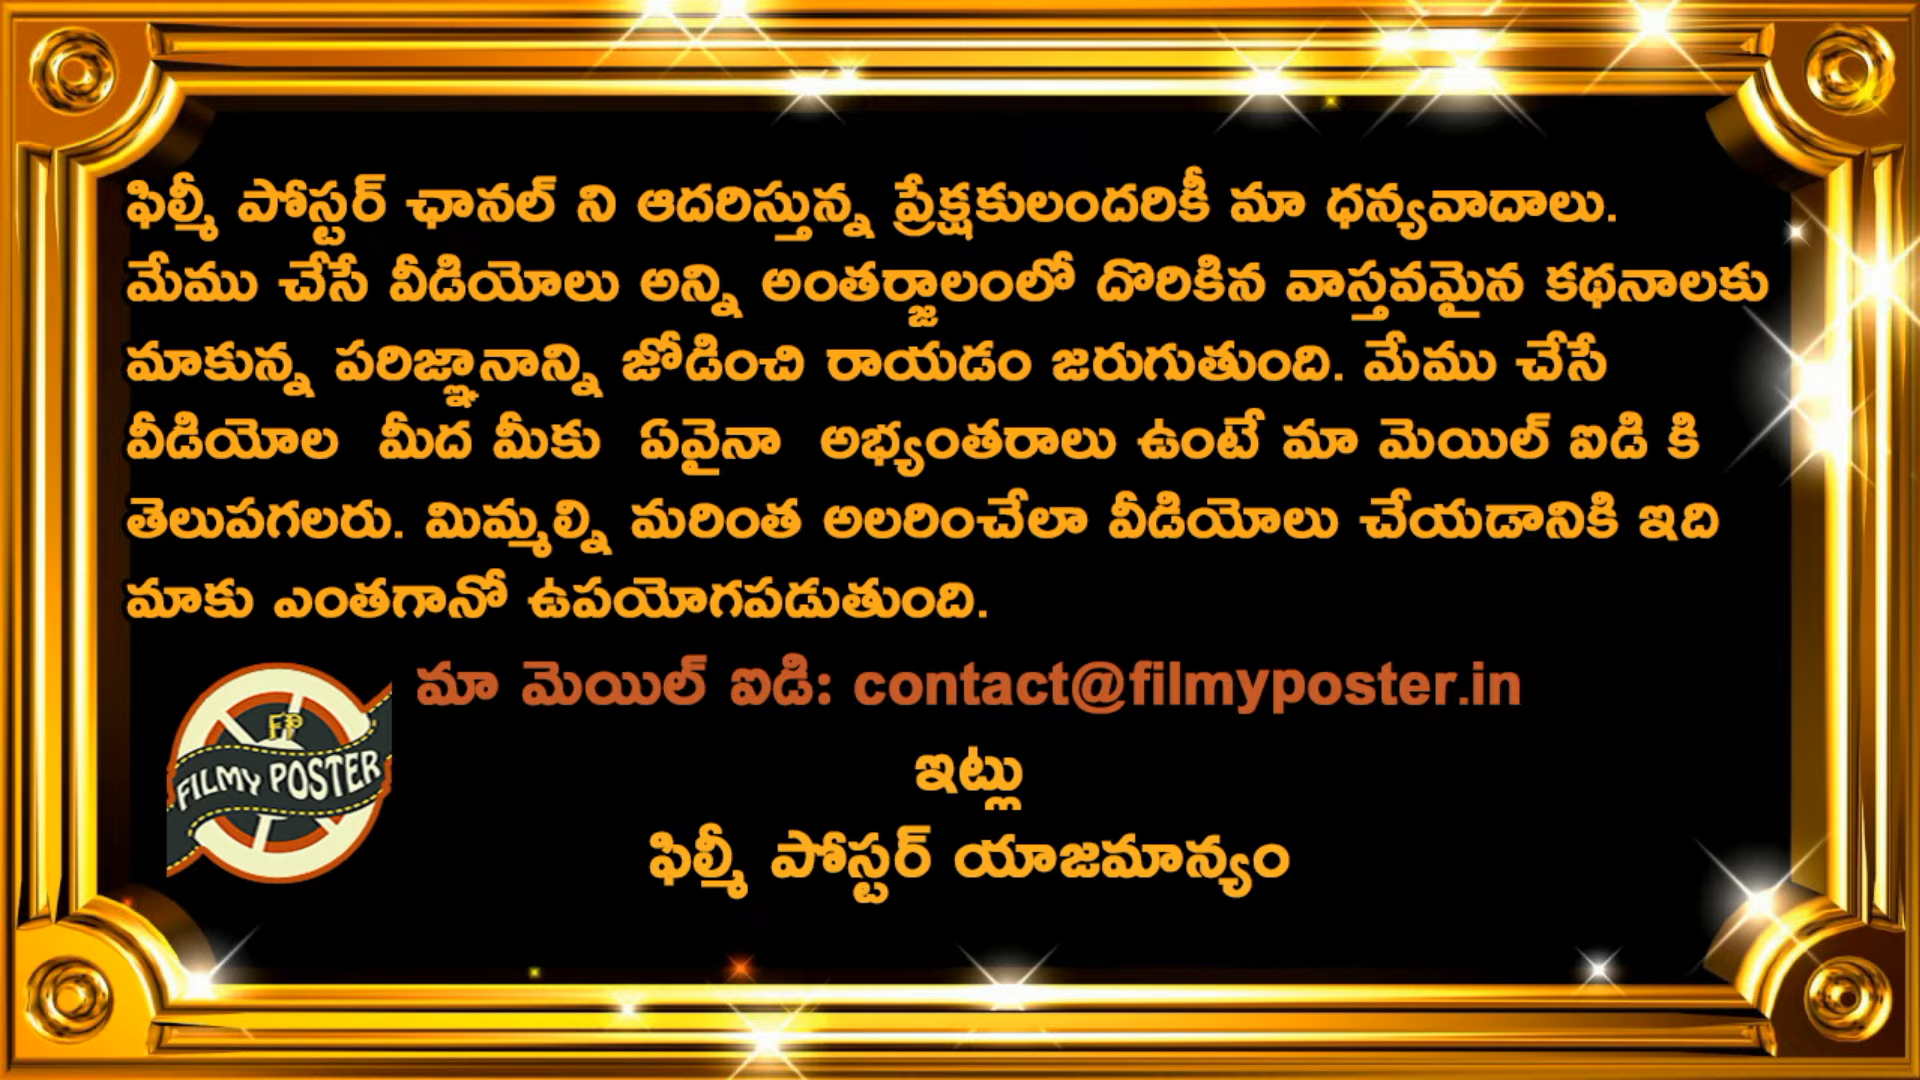 ఫిల్మీ పోస్టర్ ఛానల్ ని ఆదరిస్తున్న ప్రేక్షకులందరికీ మా ధన్యవాదాలు.
మేము చేసే వీడియోలు అన్ని అంతర్జాలంలో దొరికిన వాస్తవమైన కథనాలకు
మాకున్న పరిజ్ఞానాన్ని జోడించి రాయడం జరుగుతుంది. మేము చేసే
వీడియోల మీద మీకు ఏవైనా అభ్యంతరాలు ఉంటే మా మెయిల్ ఐడి కి
తెలుపగలరు. మిమ్మల్ని మరింత అలరించేలా వీడియోలు చేయడానికి ఇది
మాకు ఎంతగానో ఉపయోగపడుతుంది.
మా మెయిల్ ఐడి: contact@filmyposter.in
FP
FILMY POSTER
ఇట్లు
ఫిల్మీ పోస్టర్ యాజమాన్యం